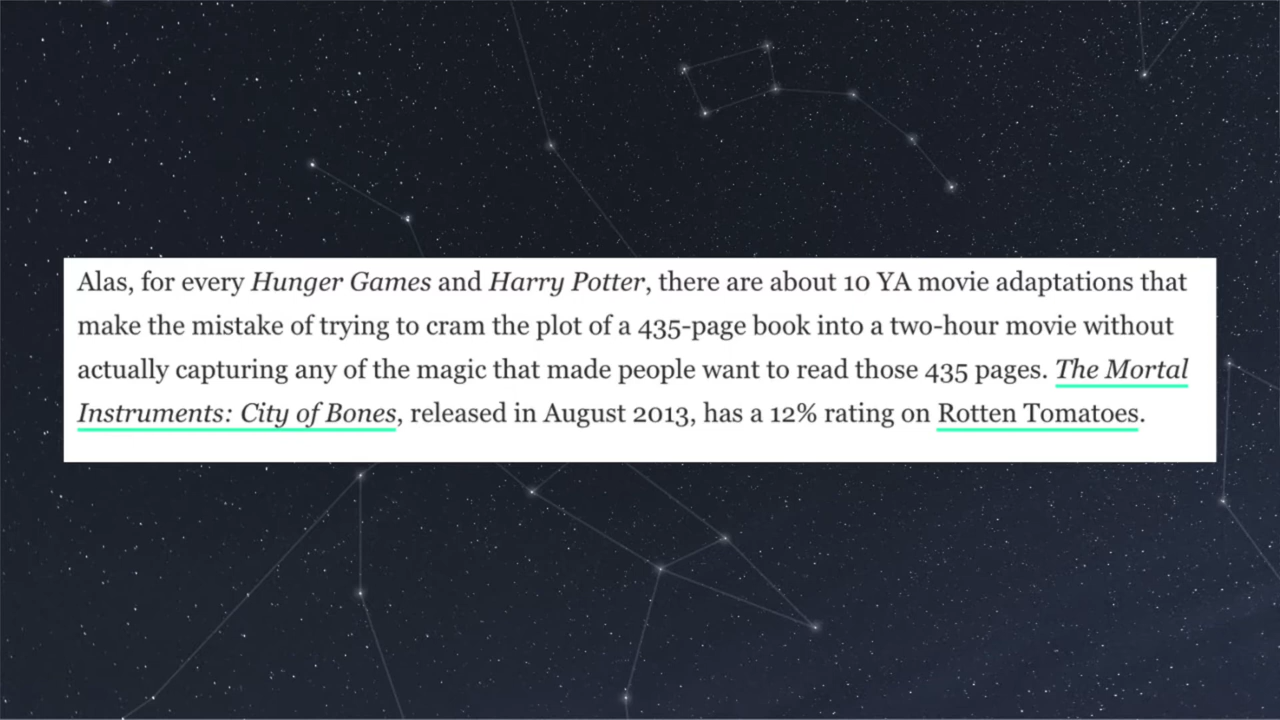 Alas, for every Hunger Games and Harry Potter, there are about 10 YA movie adaptations that
make the mistake of trying to cram the plot of a 435-page book into a two-hour movie without
actually capturing any of the magic that made people want to read those 435 pages. The Mortal
Instruments: City of Bones, released in August 2013, has a 12% rating on Rotten Tomatoes.